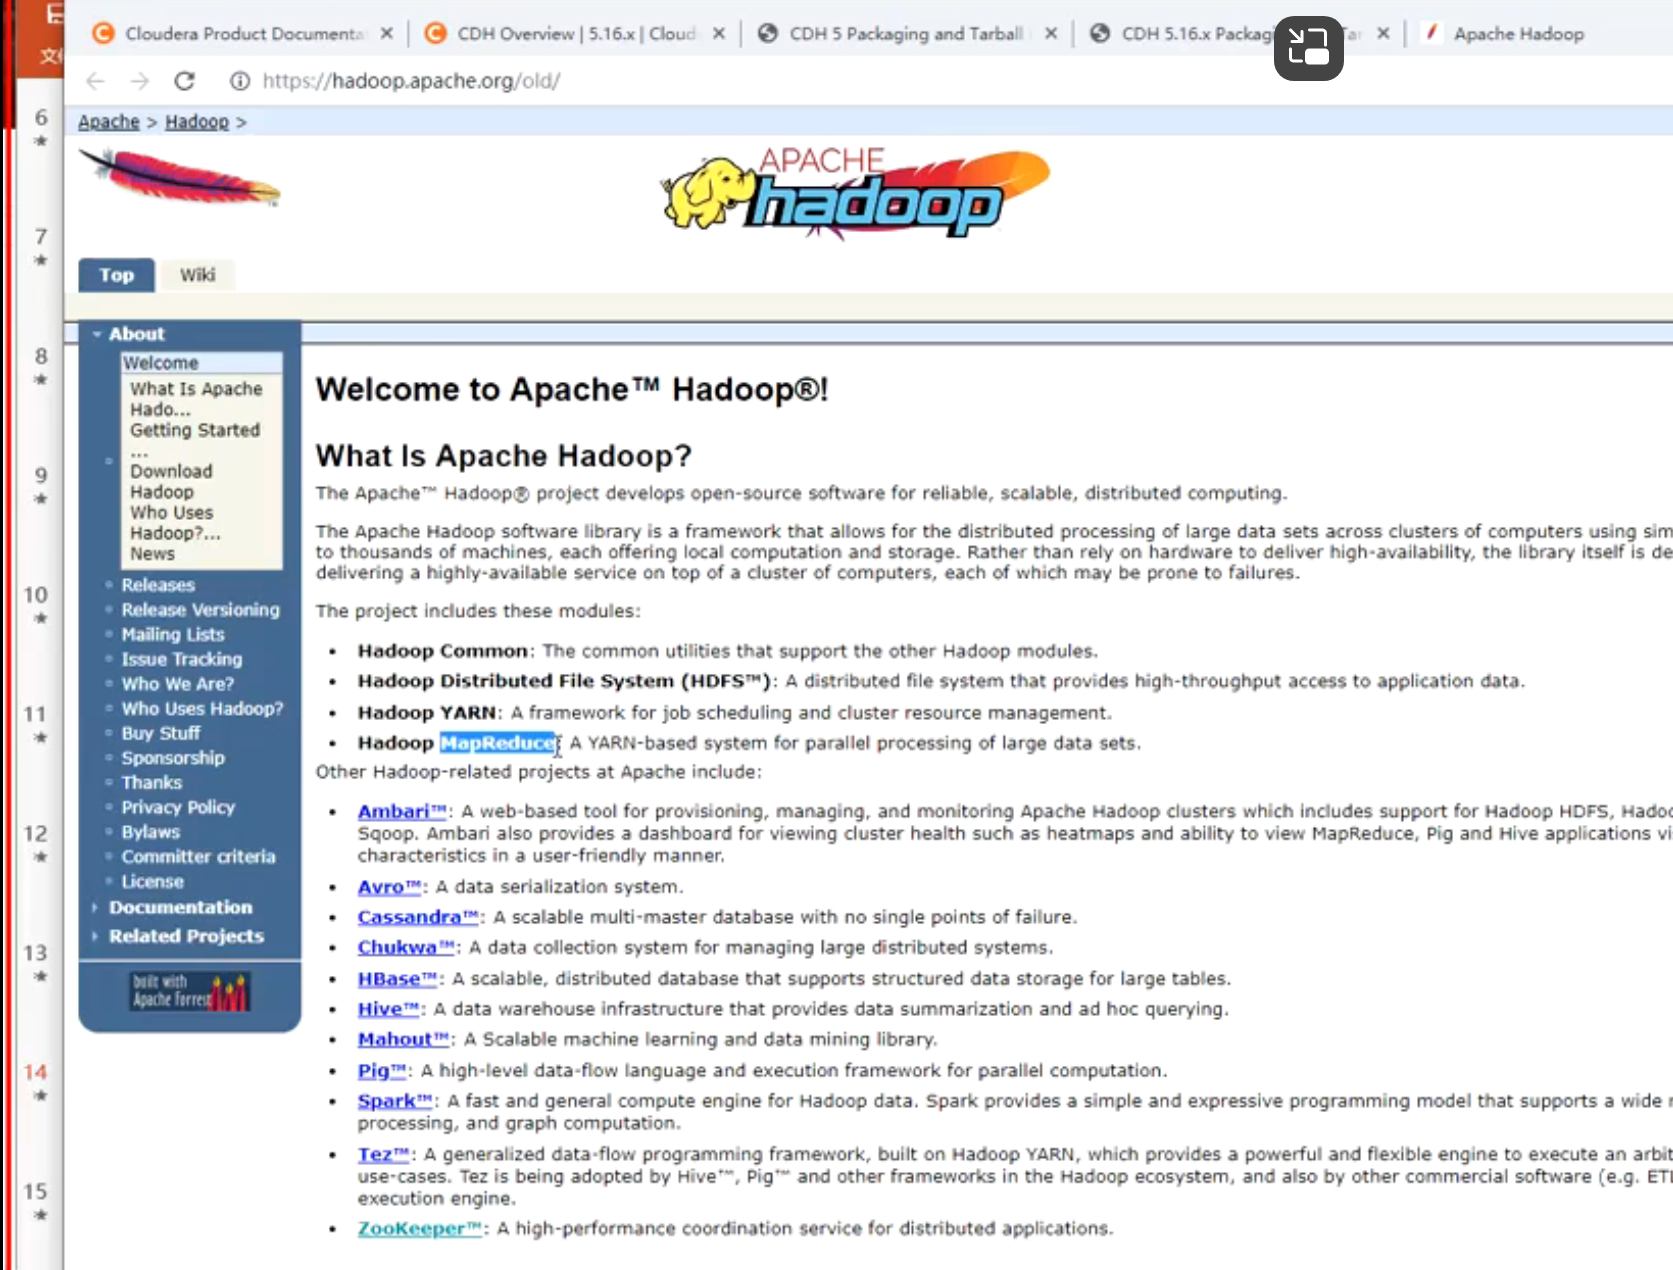 Cloudera Product Documenta
CDH Overview | 5.16.x | Cloud
CDH 5 Packaging and Tarball
CDH 5.16.x Packag
Apache Hadoop
https://hadoop.apache.org/old/
Apache > Hadoop >
APACHE
hadoop
Top
Wiki
6
7
8
9
10
11
12
13
14
15
About
Welcome
What Is Apache
Hado...
Getting Started
...
Download
Hadoop
Who Uses
Hadoop?...
News
Releases
Release Versioning
Mailing Lists
Issue Tracking
Who We Are?
Who Uses Hadoop?
Buy Stuff
Sponsorship
Thanks
Privacy Policy
Bylaws
Committer criteria
License
Documentation
Related Projects
built with
Apache Forrest
Welcome to Apache™ Hadoop®!
What Is Apache Hadoop?
The Apache™ Hadoop® project develops open-source software for reliable, scalable, distributed computing.
The Apache Hadoop software library is a framework that allows for the distributed processing of large data sets across clusters of computers using sim
to thousands of machines, each offering local computation and storage. Rather than rely on hardware to deliver high-availability, the library itself is de
delivering a highly-available service on top of a cluster of computers, each of which may be prone to failures.
The project includes these modules:
• Hadoop Common: The common utilities that support the other Hadoop modules.
• Hadoop Distributed File System (HDFS™): A distributed file system that provides high-throughput access to application data.
• Hadoop YARN: A framework for job scheduling and cluster resource management.
• Hadoop MapReduce: A YARN-based system for parallel processing of large data sets.
Other Hadoop-related projects at Apache include:
• Ambari™: A web-based tool for provisioning, managing, and monitoring Apache Hadoop clusters which includes support for Hadoop HDFS, Hadoo
Sqoop. Ambari also provides a dashboard for viewing cluster health such as heatmaps and ability to view MapReduce, Pig and Hive applications vi
characteristics in a user-friendly manner.
• Avro™: A data serialization system.
• Cassandra™: A scalable multi-master database with no single points of failure.
• Chukwa™: A data collection system for managing large distributed systems.
• HBase™: A scalable, distributed database that supports structured data storage for large tables.
• Hive™: A data warehouse infrastructure that provides data summarization and ad hoc querying.
• Mahout™: A Scalable machine learning and data mining library.
• Pig™: A high-level data-flow language and execution framework for parallel computation.
• Spark™: A fast and general compute engine for Hadoop data. Spark provides a simple and expressive programming model that supports a wide r
processing, and graph computation.
• Tez™: A generalized data-flow programming framework, built on Hadoop YARN, which provides a powerful and flexible engine to execute an arbit
use-cases. Tez is being adopted by Hive™, Pig™ and other frameworks in the Hadoop ecosystem, and also by other commercial software (e.g. ETL
execution engine.
• ZooKeeper™: A high-performance coordination service for distributed applications.